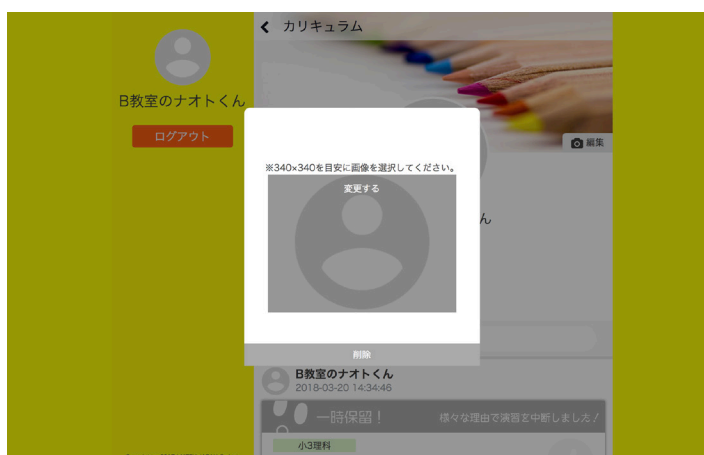 カリキュラム
B教室のナオトくん
ログアウト
編集
※340×340を目安に画像を選択してください。
変更する
ん
削除
B教室のナオトくん
2018-03-20 14:34:46
一時保留！
様々な理由で演習を中断しました！
小3理科